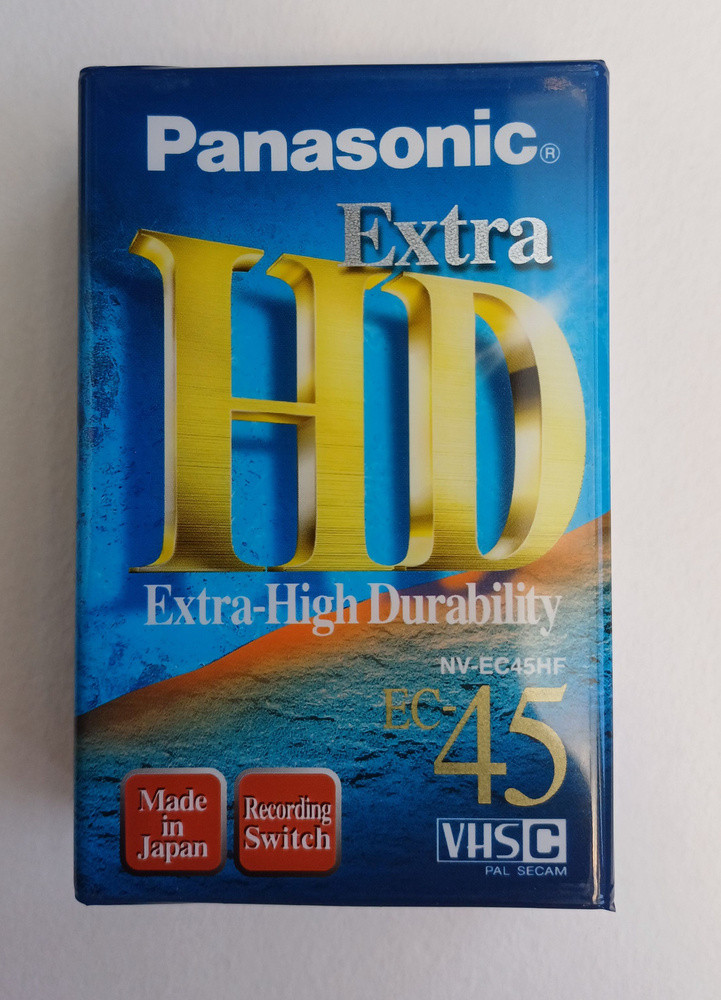 Panasonic®
Extra
HD
Extra-High Durability
NV-EC45HF
EC-45
Made
in
Japan
Recording
Switch
VHS C
PAL SECAM